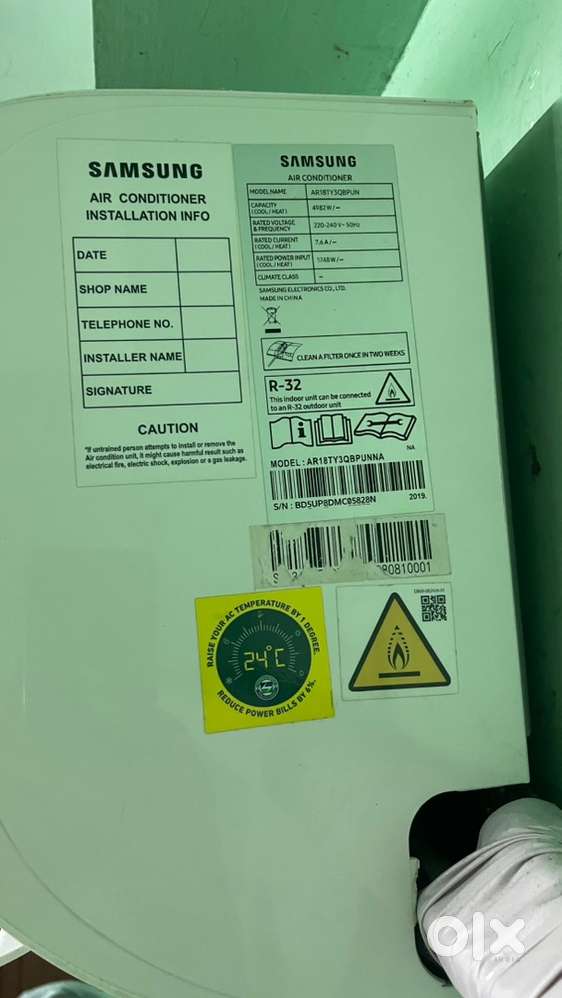 SAMSUNG
AIR CONDITIONER
INSTALLATION INFO
DATE
SHOP NAME
TELEPHONE NO.
INSTALLER NAME
SIGNATURE
CAUTION
"If untrained person attempts to install or remove the
Air condition unit, it might cause harmful result such as
electrical fire, electric shock, explosion or a gas leakage.
SAMSUNG
AIR CONDITIONER
MODEL NAME AR18TY3QBPUN
CAPACITY
(COOL / HEAT) 4982W/—
RATED VOLTAGE
& FREQUENCY 220-240 V~ 50Hz
RATED CURRENT
(COOL / HEAT) 7.6 A/—
RATED POWER INPUT
(COOL / HEAT) 1748W/—
CLIMATE CLASS —
SAMSUNG ELECTRONICS CO., LTD.
MADE IN CHINA
CLEAN A FILTER ONCE IN TWO WEEKS
R-32
This indoor unit can be connected
to an R-32 outdoor unit
NA
MODEL : AR18TY3QBPUNNA
2019.
S/N : BD5UP8DMC05828N
80810001
RAISE YOUR AC TEMPERATURE BY 1 DEGREE.
24°C
REDUCE POWER BILLS BY 6%.
olx
INDIA